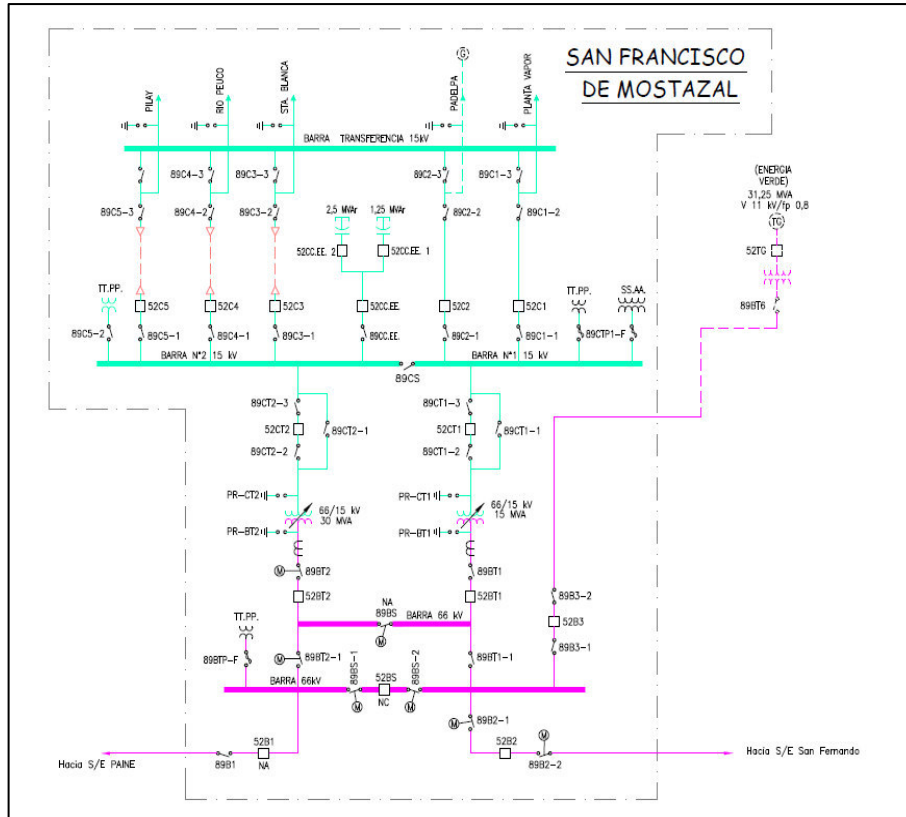 SAN FRANCISCO
DE MOSTAZAL
PILAY
RIO PEUCO
STA. BLANCA
G
PADELPA
PLANTA VAPOR
BARRA TRANSFERENCIA 15kV
89C4-3
89C3-3
89C2-3
89C1-3
89C5-3
89C4-2
89C3-2
89C2-2
89C1-2
2,5 MVAr
1,25 MVAr
52CC.EE. 2
52CC.EE. 1
(ENERGIA
VERDE)
31,25 MVA
V 11 kV/fp 0,8
TG
52TG
89BT6
TT.PP.
52C5
52C4
52C3
52CC.EE.
52C2
52C1
TT.PP.
SS.AA.
89C5-2
89C5-1
89C4-1
89C3-1
89CC.EE.
89C2-1
89C1-1
89CTP1-F
BARRA N°2 15 kV
BARRA N°1 15 kV
89CS
89CT2-3
89CT1-3
52CT2
89CT2-1
52CT1
89CT1-1
89CT2-2
89CT1-2
PR-CT2
PR-CT1
66/15 kV
30 MVA
66/15 kV
15 MVA
PR-BT2
PR-BT1
M
89BT2
89BT1
52BT2
52BT1
NA
89BS
BARRA 66 kV
M
89B3-2
52B3
89B3-1
TT.PP.
89BTP-F
M
89BT2-1
89BS-1
89BS-2
89BT1-1
BARRA 66kV
52BS
NC
M
M
M
89B2-1
52B1
NA
89B1
52B2
M
89B2-2
Hacia S/E PAINE
Hacia S/E San Fernando